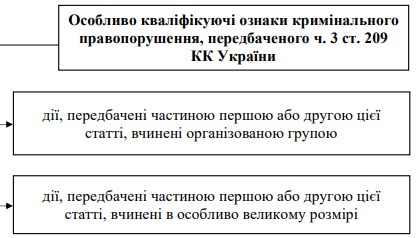 Особливо кваліфікуючі ознаки кримінального
правопорушення, передбаченого ч. 3 ст. 209
КК України
дії, передбачені частиною першою або другою цієї
статті, вчинені організованою групою
дії, передбачені частиною першою або другою цієї
статті, вчинені в особливо великому розмірі